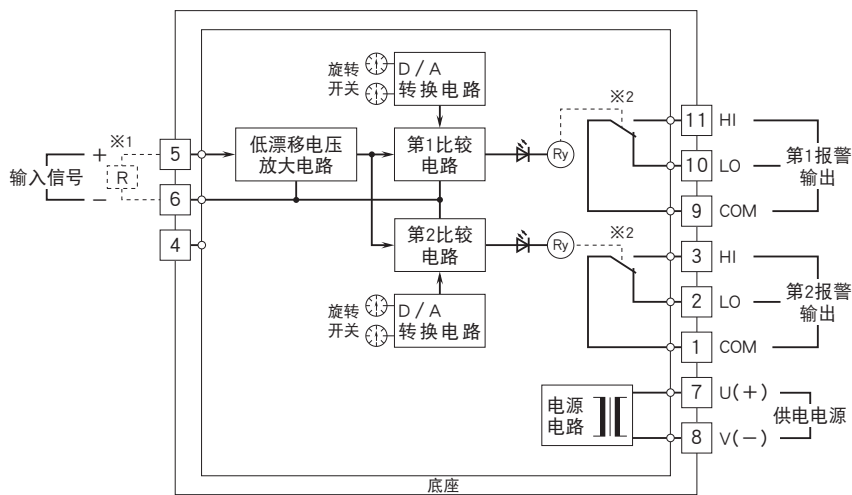 旋转
开关
D / A
转换电路
※2
11
HI
※1
+
5
低漂移电压
放大电路
第1比较
电路
Ry
10
LO
第1报警
输出
输入信号
R
−
6
9
COM
4
第2比较
电路
Ry
※2
3
HI
2
LO
第2报警
输出
旋转
开关
D / A
转换电路
1
COM
电源
电路
7
U(+)
供电电源
8
V(−)
底座